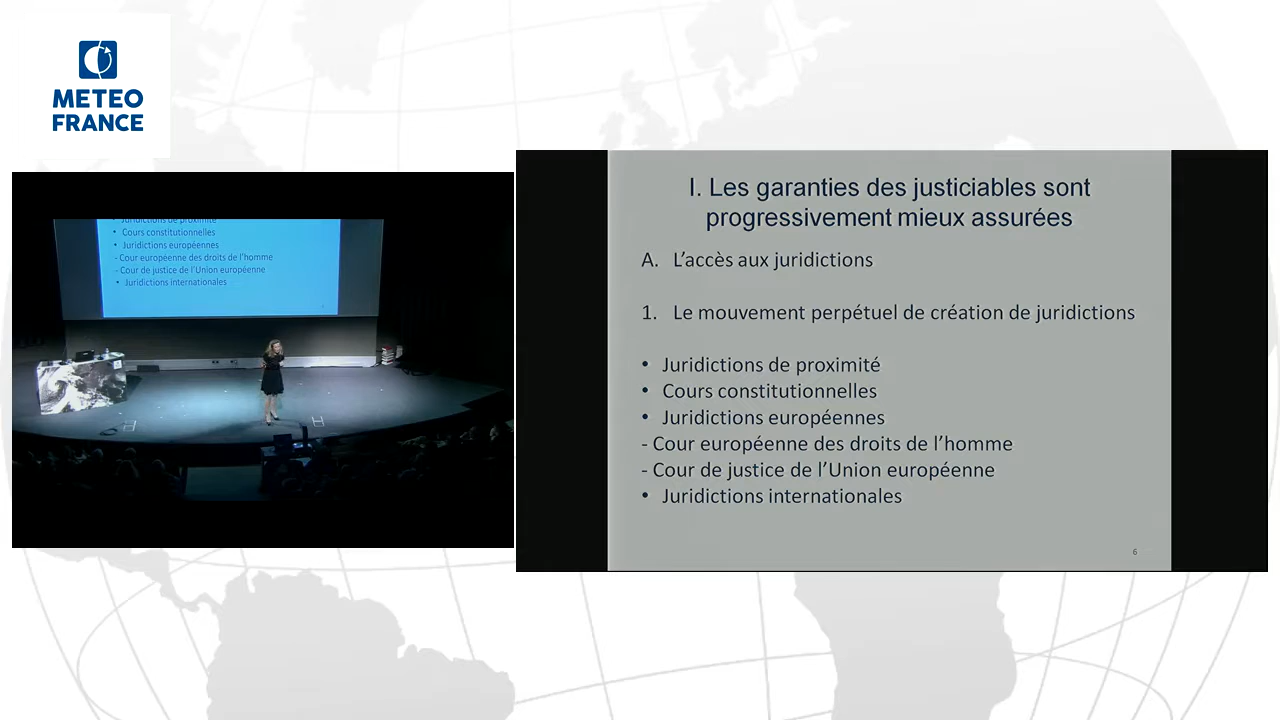 METEO
FRANCE
Juridictions de proximité
• Cours constitutionnelles
• Juridictions européennes
- Cour européenne des droits de l'homme
- Cour de justice de l'Union européenne
• Juridictions internationales
I. Les garanties des justiciables sont
progressivement mieux assurées
A. L'accès aux juridictions
1. Le mouvement perpétuel de création de juridictions
• Juridictions de proximité
• Cours constitutionnelles
• Juridictions européennes
- Cour européenne des droits de l'homme
- Cour de justice de l'Union européenne
• Juridictions internationales
6